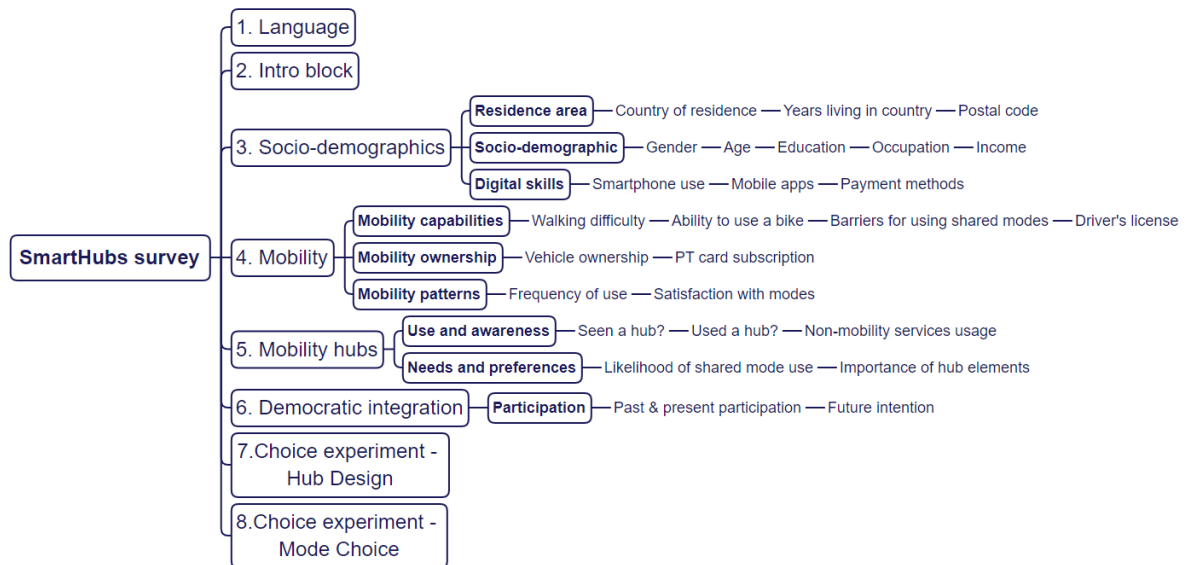 1. Language
2. Intro block
Residence area Country of residence Years living in country Postal code
3. Socio-demographics Socio-demographic Gender Age Education Occupation Income
Digital skills Smartphone use Mobile apps Payment methods
Mobility capabilities Walking difficulty Ability to use a bike Barriers for using shared modes Driver's license
SmartHubs survey 4. Mobility Mobility ownership Vehicle ownership PT card subscription
Mobility patterns Frequency of use Satisfaction with modes
Use and awareness Seen a hub? Used a hub? Non-mobility services usage
5. Mobility hubs
Needs and preferences Likelihood of shared mode use Importance of hub elements
6. Democratic integration Participation Past & present participation Future intention
7.Choice experiment -
Hub Design
8.Choice experiment -
Mode Choice